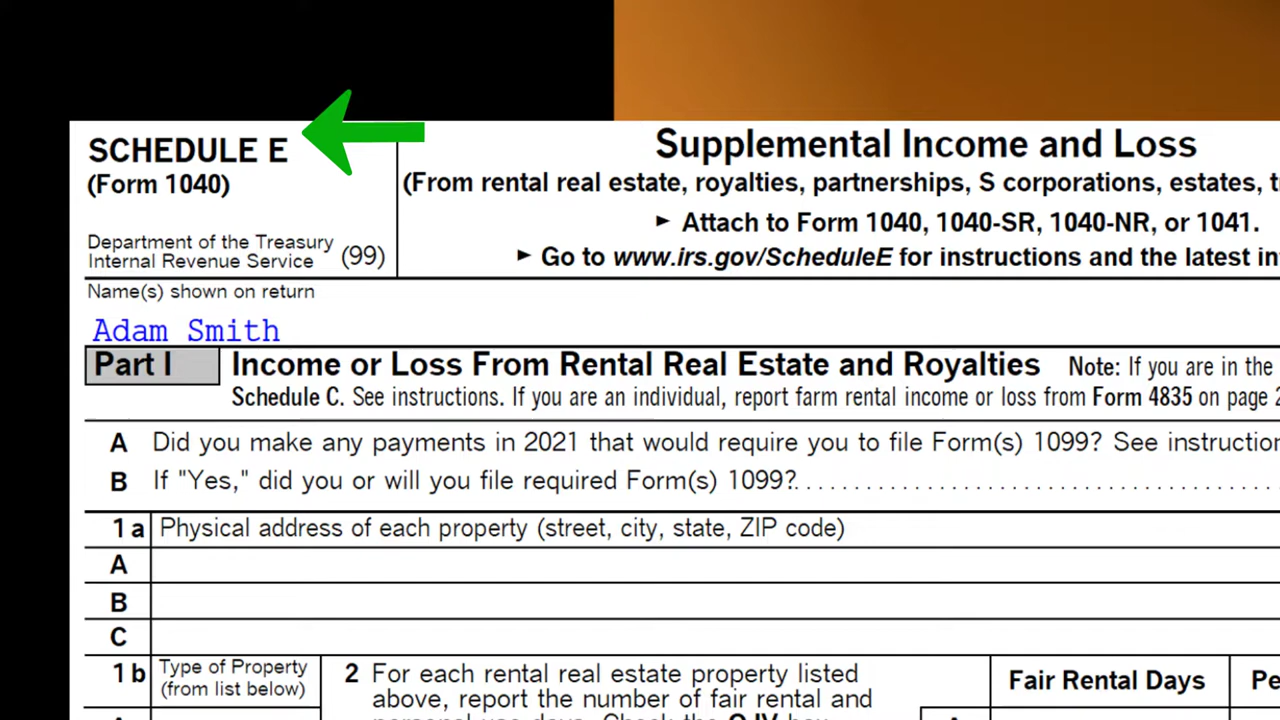 SCHEDULE E
(Form 1040)
Department of the Treasury
Internal Revenue Service (99)
Supplemental Income and Loss
(From rental real estate, royalties, partnerships, S corporations, estates,
► Attach to Form 1040, 1040-SR, 1040-NR, or 1041.
► Go to www.irs.gov/ScheduleE for instructions and the latest
Name(s) shown on return
Adam Smith
Part I Income or Loss From Rental Real Estate and Royalties Note: If you are in the
Schedule C. See instructions. If you are an individual, report farm rental income or loss from Form 4835 on page 2
A Did you make any payments in 2021 that would require you to file Form(s) 1099? See
B If "Yes," did you or will you file required Form(s) 1099?
1a Physical address of each property (street, city, state, ZIP code)
A
B
C
1b Type of Property
(from list below)
2 For each rental real estate property listed
above, report the number of fair rental and
Fair Rental Days